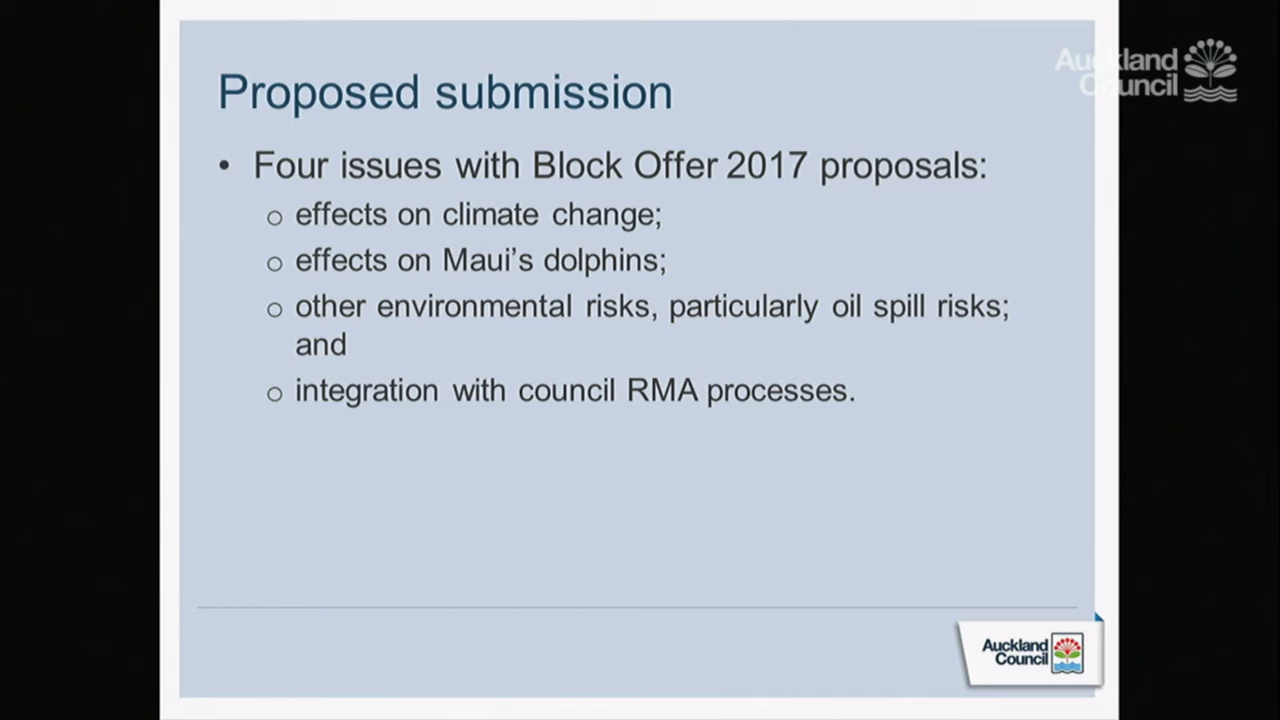 Auckland
Council
Proposed submission
• Four issues with Block Offer 2017 proposals:
o effects on climate change;
o effects on Maui’s dolphins;
o other environmental risks, particularly oil spill risks;
and
o integration with council RMA processes.
Auckland
Council